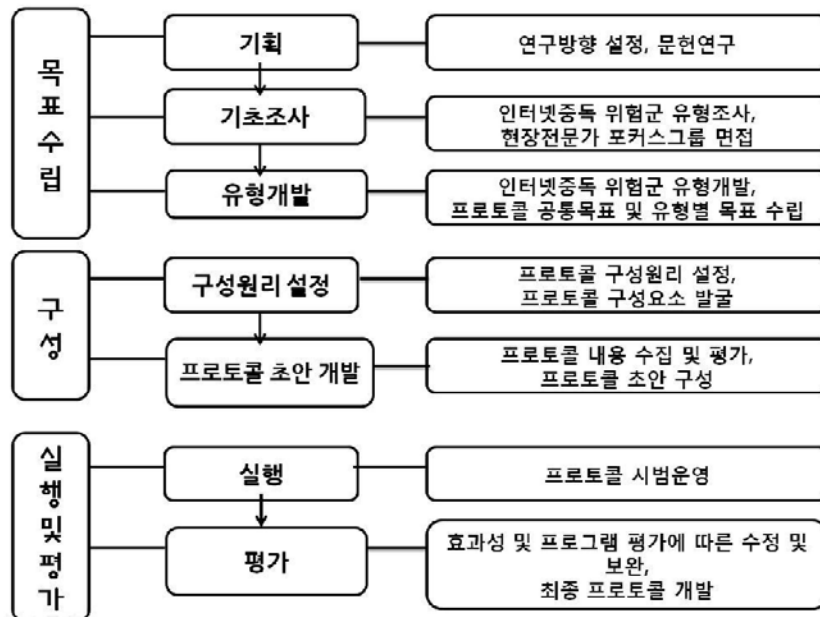 목표수립
기획
연구방향 설정, 문헌연구
기초조사
인터넷중독 위험군 유형조사,
현장전문가 포커스그룹 면접
유형개발
인터넷중독 위험군 유형개발,
프로토콜 공통목표 및 유형별 목표 수립
구성
구성원리 설정
프로토콜 구성원리 설정,
프로토콜 구성요소 발굴
프로토콜 초안 개발
프로토콜 내용 수집 및 평가,
프로토콜 초안 구성
실행및평가
실행
프로토콜 시범운영
평가
효과성 및 프로그램 평가에 따른 수정 및
보완,
최종 프로토콜 개발